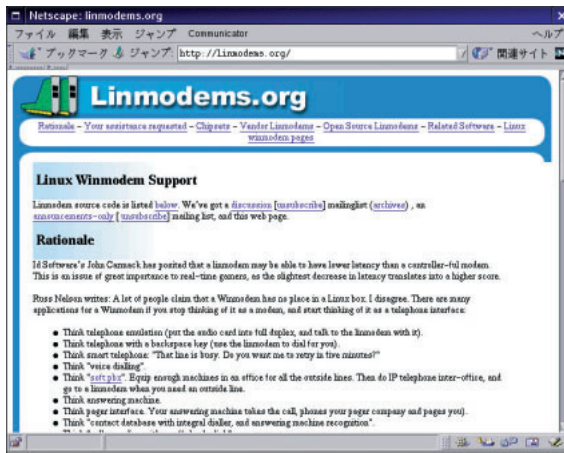 Netscape: linmodems.org
ファイル 編集 表示 ジャンプ Communicator ヘルプ
ブックマーク ジャンプ: http://linmodems.org/ 関連サイト
Linmodems.org
Rationale – Your assistance requested – Chipsets – Vendor Linmodems – Open Source Linmodems – Related Software – Linux
winmodem pages
Linux Winmodem Support
Linmodem source code is listed below. We've got a discussion [unsubscribe] mailinglist (archives) , an
announcements-only [unsubscribe] mailing list, and this web page.
Rationale
Id Software's John Carmack has posited that a linmodem may be able to have lower latency than a controller-ful modem.
This is an issue of great importance to real-time gamers, as the slightest decrease in latency translates into a higher score.
Russ Nelson writes: A lot of people claim that a Winmodem has no place in a Linux box. I disagree. There are many
applications for a Winmodem if you stop thinking of it as a modem, and start thinking of it as a telephone interface:
● Think telephone emulation (put the audio card into full duplex, and talk to the linmodem with it).
● Think telephone with a backspace key (use the linmodem to dial for you).
● Think smart telephone: "That line is busy. Do you want me to retry in five minutes?"
● Think "voice dialling".
● Think "soft pbx". Equip enough machines in an office for all the outside lines. Then do IP telephone inter-office, and
go to a linmodem when you need an outside line.
● Think answering machine.
● Think pager interface. Your answering machine takes the call, phones your pager company and pages you).
● Think "contact database with integral dialler, and answering machine recognition".